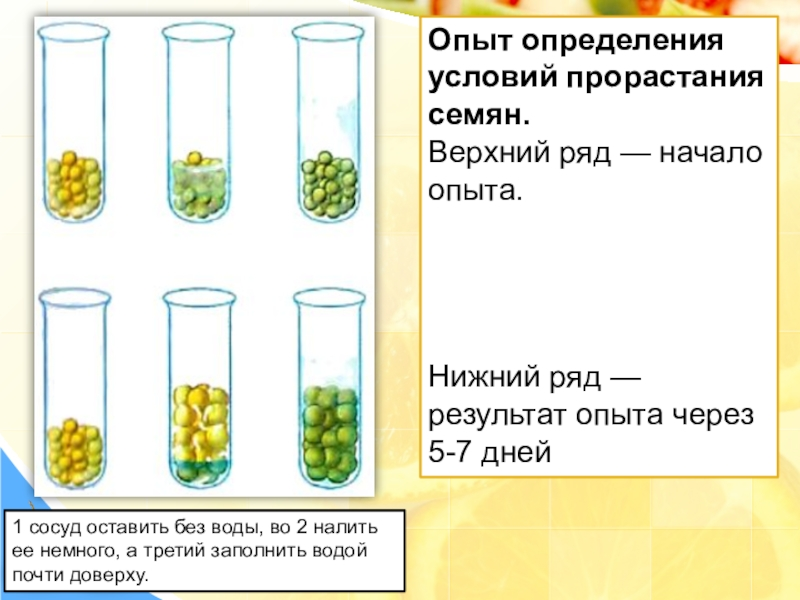 Опыт определения
условий прорастания
семян.
Верхний ряд — начало
опыта.
Нижний ряд —
результат опыта через
5-7 дней
1 сосуд оставить без воды, во 2 налить
ее немного, а третий заполнить водой
почти доверху.